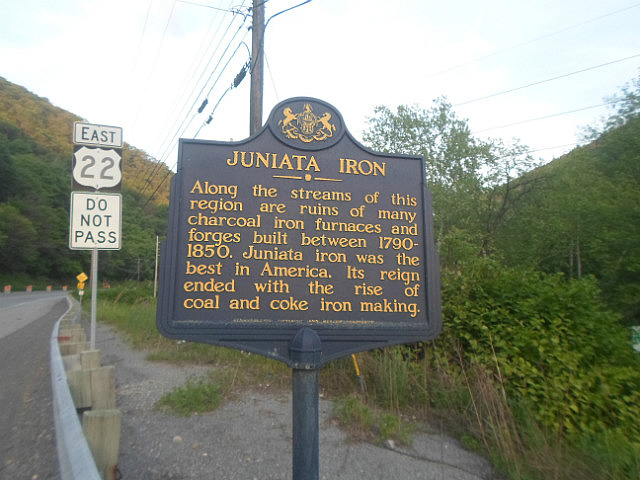 EAST
22
DO
NOT
PASS
JUNIATA IRON
Along the streams of this
region are ruins of many
charcoal iron furnaces and
forges built between 1790-
1850. Juniata iron was the
best in America. Its reign
ended with the rise of
coal and coke iron making.